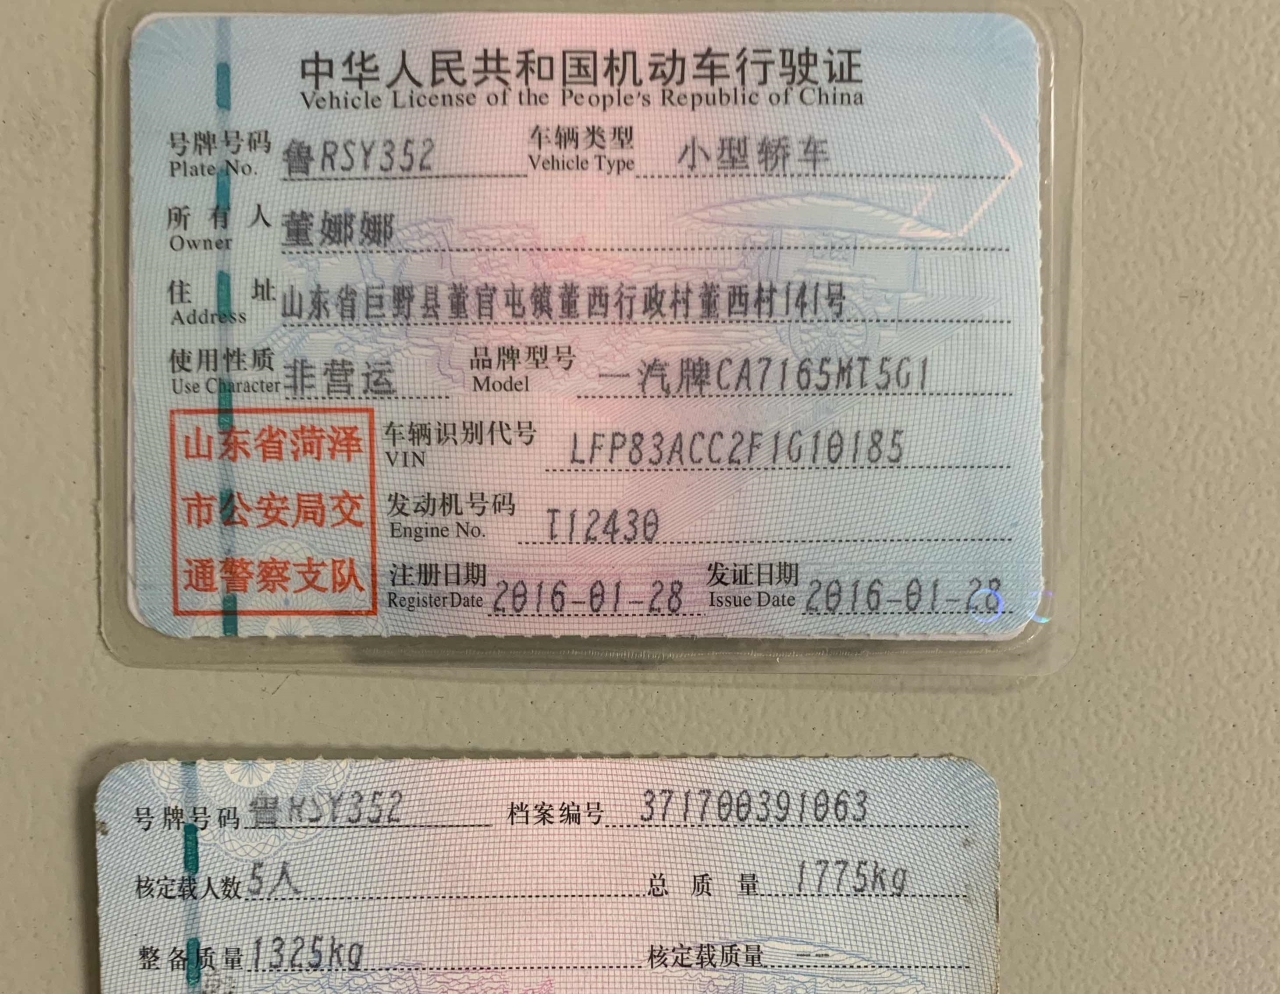 中华人民共和国机动车行驶证
Vehicle License of the People's Republic of China
号牌号码 鲁RSY352 车辆类型 小型轿车
Plate No. Vehicle Type
所有人 董娜娜
Owner
住址 山东省巨野县董官屯镇董西行政村董西村141号
Address
使用性质 非营运 品牌型号 一汽牌CA7165MT5G1
Use Character Model
山东省菏泽
市公安局交
通警察支队
车辆识别代号 LFP83ACC2F1G10185
VIN
发动机号码 T12430
Engine No.
注册日期 2016-01-28 发证日期 2016-01-28
Register Date Issue Date
号牌号码 鲁RSY352 档案编号 371700391063
核定载人数 5人 总质量 1775kg
整备质量 1325kg 核定载质量 --